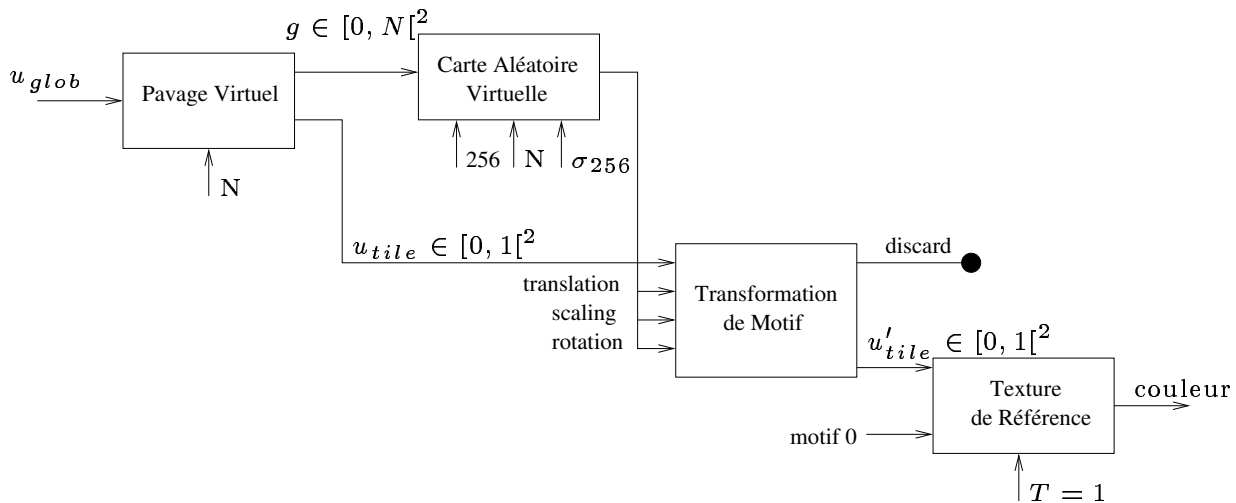 g ∈ [0, N[²
u_glob
Pavage Virtuel
Carte Aléatoire
Virtuelle
256
N
σ_256
N
u_tile ∈ [0, 1[²
discard
translation
scaling
rotation
Transformation
de Motif
u'_tile ∈ [0, 1[²
Texture
de Référence
couleur
motif 0
T = 1